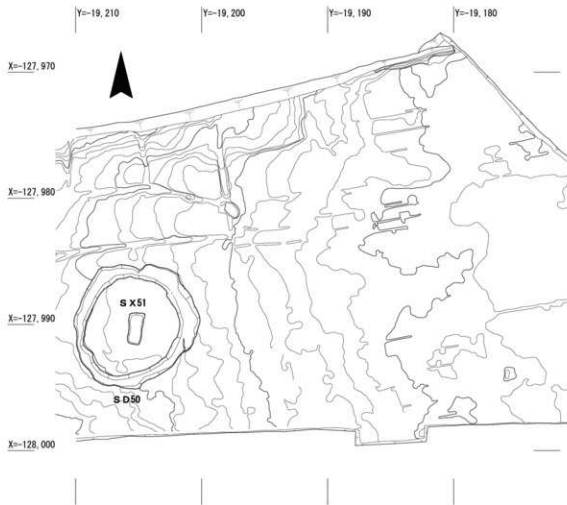 Y=-19,210 Y=-19,200 Y=-19,190 Y=-19,180
X=-127,970
X=-127,980
X=-127,990
S X51
S D50
X=-128,000